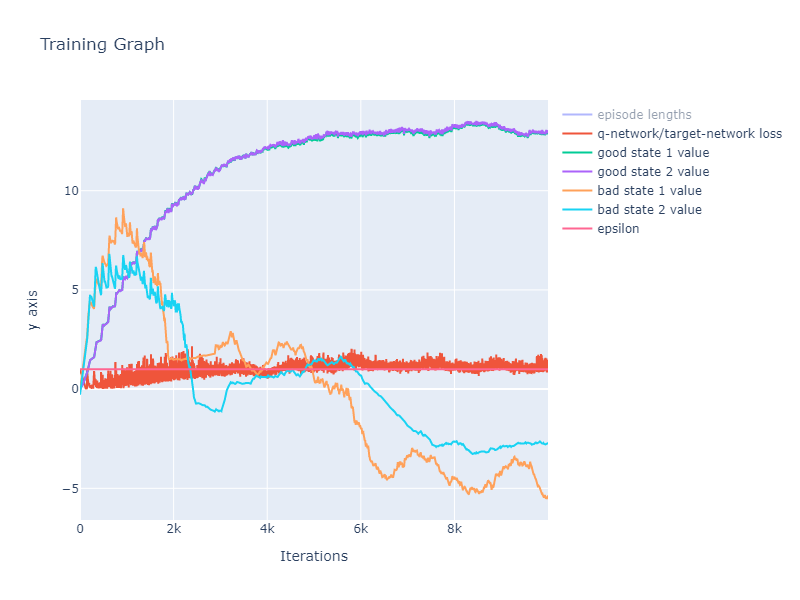 Training Graph
episode lengths
q-network/target-network loss
good state 1 value
good state 2 value
bad state 1 value
bad state 2 value
epsilon
y axis
10
5
0
−5
0
2k
4k
6k
8k
Iterations